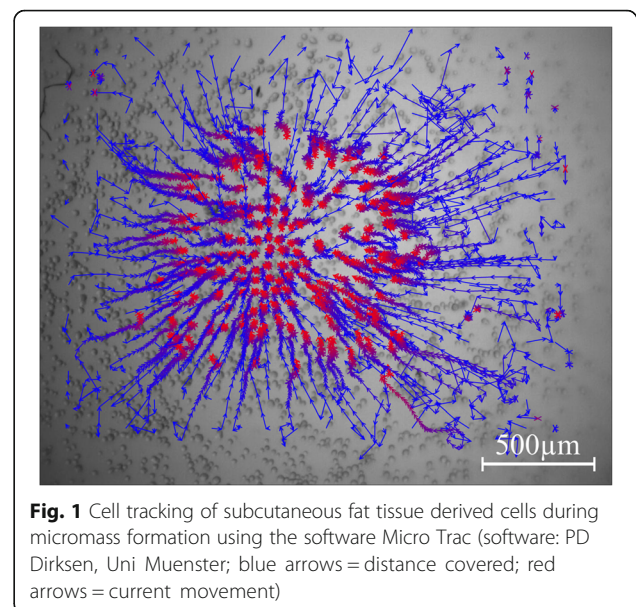 500µm
Fig. 1 Cell tracking of subcutaneous fat tissue derived cells during
micromass formation using the software Micro Trac (software: PD
Dirksen, Uni Muenster; blue arrows = distance covered; red
arrows = current movement)